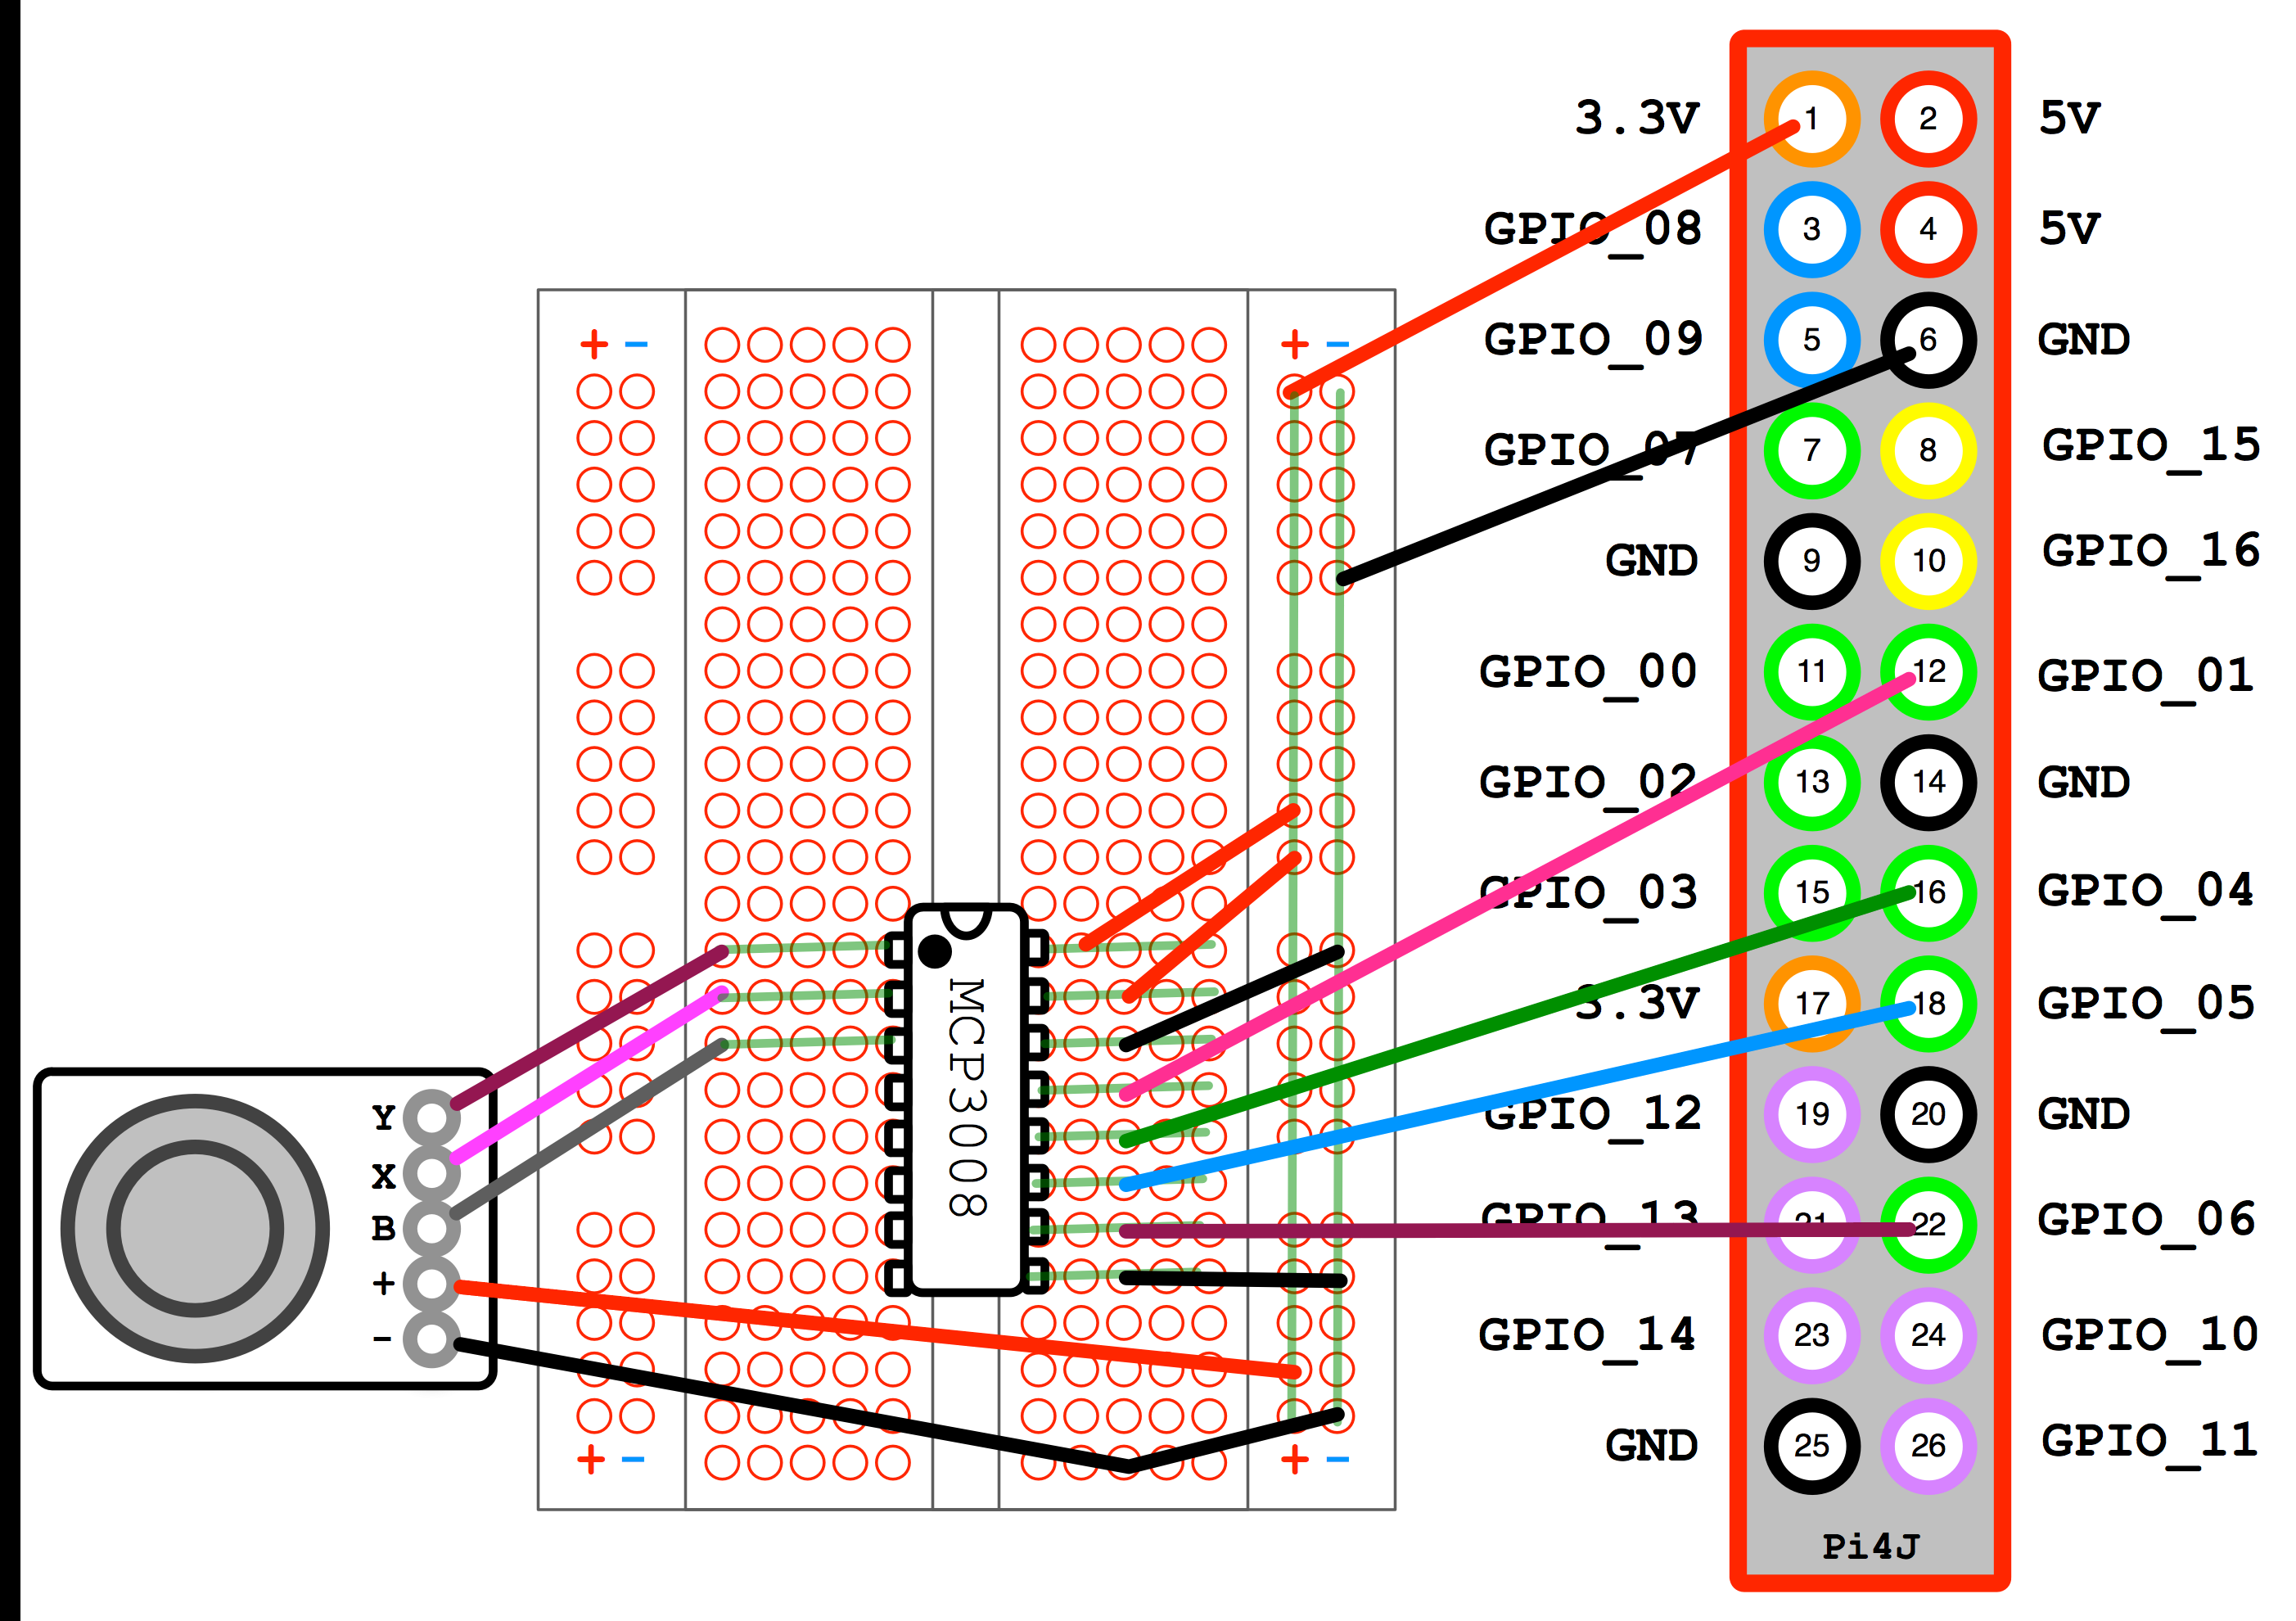 3.3V 1 2 5V
GPIO_08 3 4 5V
GPIO_09 5 6 GND
GPIO_07 7 8 GPIO_15
GND 9 10 GPIO_16
GPIO_00 11 12 GPIO_01
GPIO_02 13 14 GND
GPIO_03 15 16 GPIO_04
3.3V 17 18 GPIO_05
GPIO_12 19 20 GND
GPIO_13 21 22 GPIO_06
GPIO_14 23 24 GPIO_10
GND 25 26 GPIO_11
Pi4J
+ - + -
MCP3008
Y
X
B
+
-
+ - + -